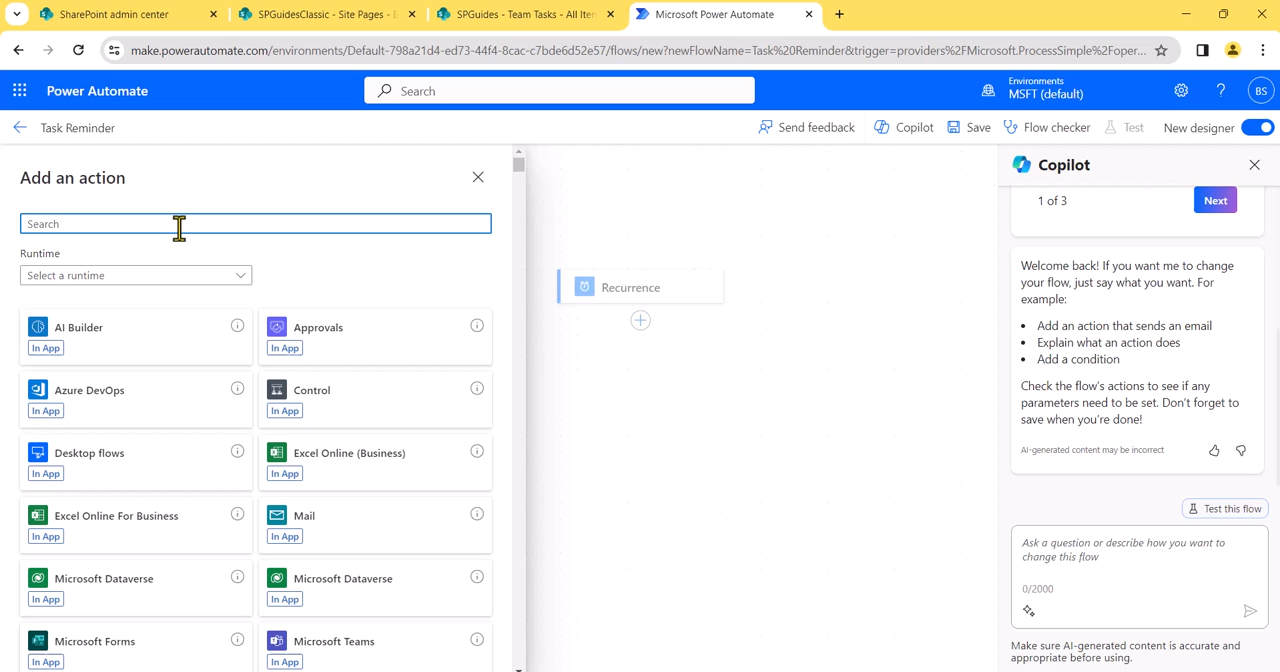 SharePoint admin center
SPGuidesClassic - Site Pages -
SPGuides - Team Tasks - All Iten
Microsoft Power Automate
make.powerautomate.com/environments/Default-798a21d4-ed73-44f4-8cac-c7bde6d52e57/flows/new?newFlowName=Task%20Reminder&trigger=providers%2FMicrosoft.ProcessSimple%2Foper...
Power Automate
Search
Environments
MSFT (default)
BS
Task Reminder
Send feedback
Copilot
Save
Flow checker
Test
New designer
Add an action
Search
Runtime
Select a runtime
AI Builder
In App
Approvals
In App
Azure DevOps
In App
Control
In App
Desktop flows
In App
Excel Online (Business)
In App
Excel Online For Business
In App
Mail
In App
Microsoft Dataverse
In App
Microsoft Dataverse
In App
Microsoft Forms
In App
Microsoft Teams
In App
Recurrence
Copilot
1 of 3
Next
Welcome back! If you want me to change
your flow, just say what you want. For
example:
• Add an action that sends an email
• Explain what an action does
• Add a condition
Check the flow's actions to see if any
parameters need to be set. Don't forget to
save when you're done!
AI-generated content may be incorrect
Test this flow
Ask a question or describe how you want to
change this flow
0/2000
Make sure AI-generated content is accurate and
appropriate before using.